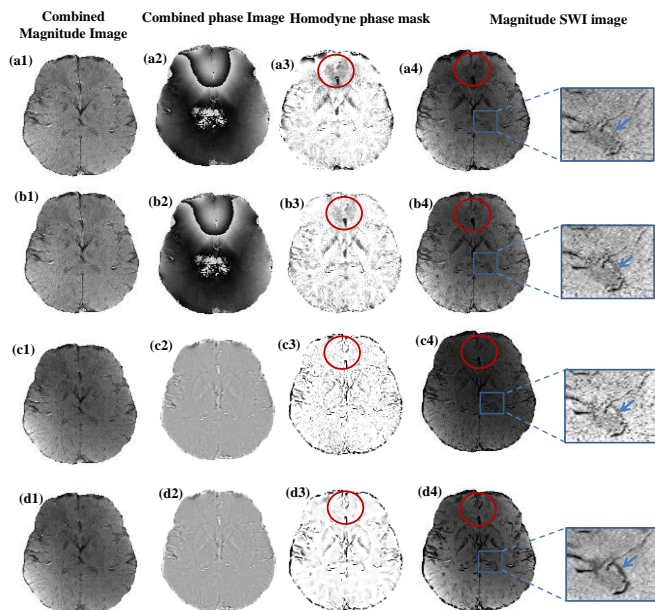 Combined Magnitude Image
Combined phase Image
Homodyne phase mask
Magnitude SWI image
(a1)
(a2)
(a3)
(a4)
(b1)
(b2)
(b3)
(b4)
(c1)
(c2)
(c3)
(c4)
(d1)
(d2)
(d3)
(d4)